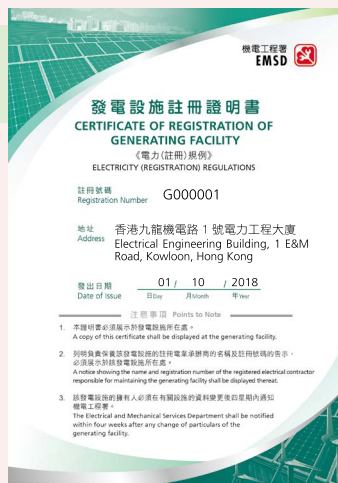 機電工程署
EMSD
發電設施註冊證明書
CERTIFICATE OF REGISTRATION OF
GENERATING FACILITY
《電力(註冊)規例》
ELECTRICITY (REGISTRATION) REGULATIONS
註冊號碼
Registration Number G000001
地址
Address
香港九龍機電路 1 號電力工程大廈
Electrical Engineering Building, 1 E&M
Road, Kowloon, Hong Kong
發出日期
Date of Issue
01 / 10 / 2018
日Day 月Month 年Year
注意事項 Points to Note
1. 本證明書必須展示於發電設施所在處。
A copy of this certificate shall be displayed at the generating facility.
2. 列明負責保養該發電設施的註冊電業承辦商的名稱及註冊號碼的告示，
必須展示於該發電設施所在處。
A notice showing the name and registration number of the registered electrical contractor
responsible for maintaining the generating facility shall be displayed thereat.
3. 該發電設施的擁有人必須在有關設施的資料變更後四星期內通知
機電工程署。
The Electrical and Mechanical Services Department shall be notified
within four weeks after any change of particulars of the
generating facility.